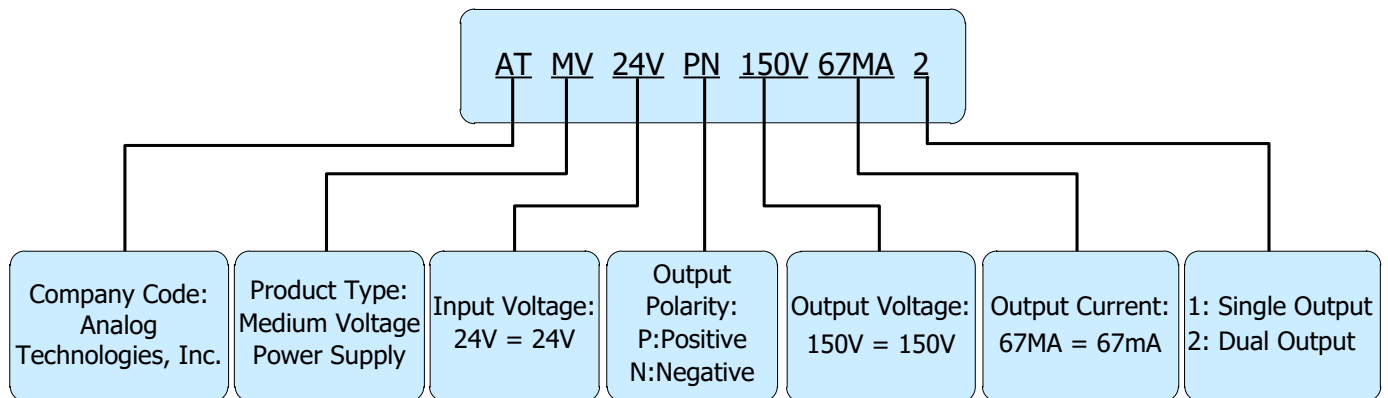 AT MV 24V PN 150V 67MA 2
Company Code:
Analog
Technologies, Inc.
Product Type:
Medium Voltage
Power Supply
Input Voltage:
24V = 24V
Output
Polarity:
P:Positive
N:Negative
Output Voltage:
150V = 150V
Output Current:
67MA = 67mA
1: Single Output
2: Dual Output